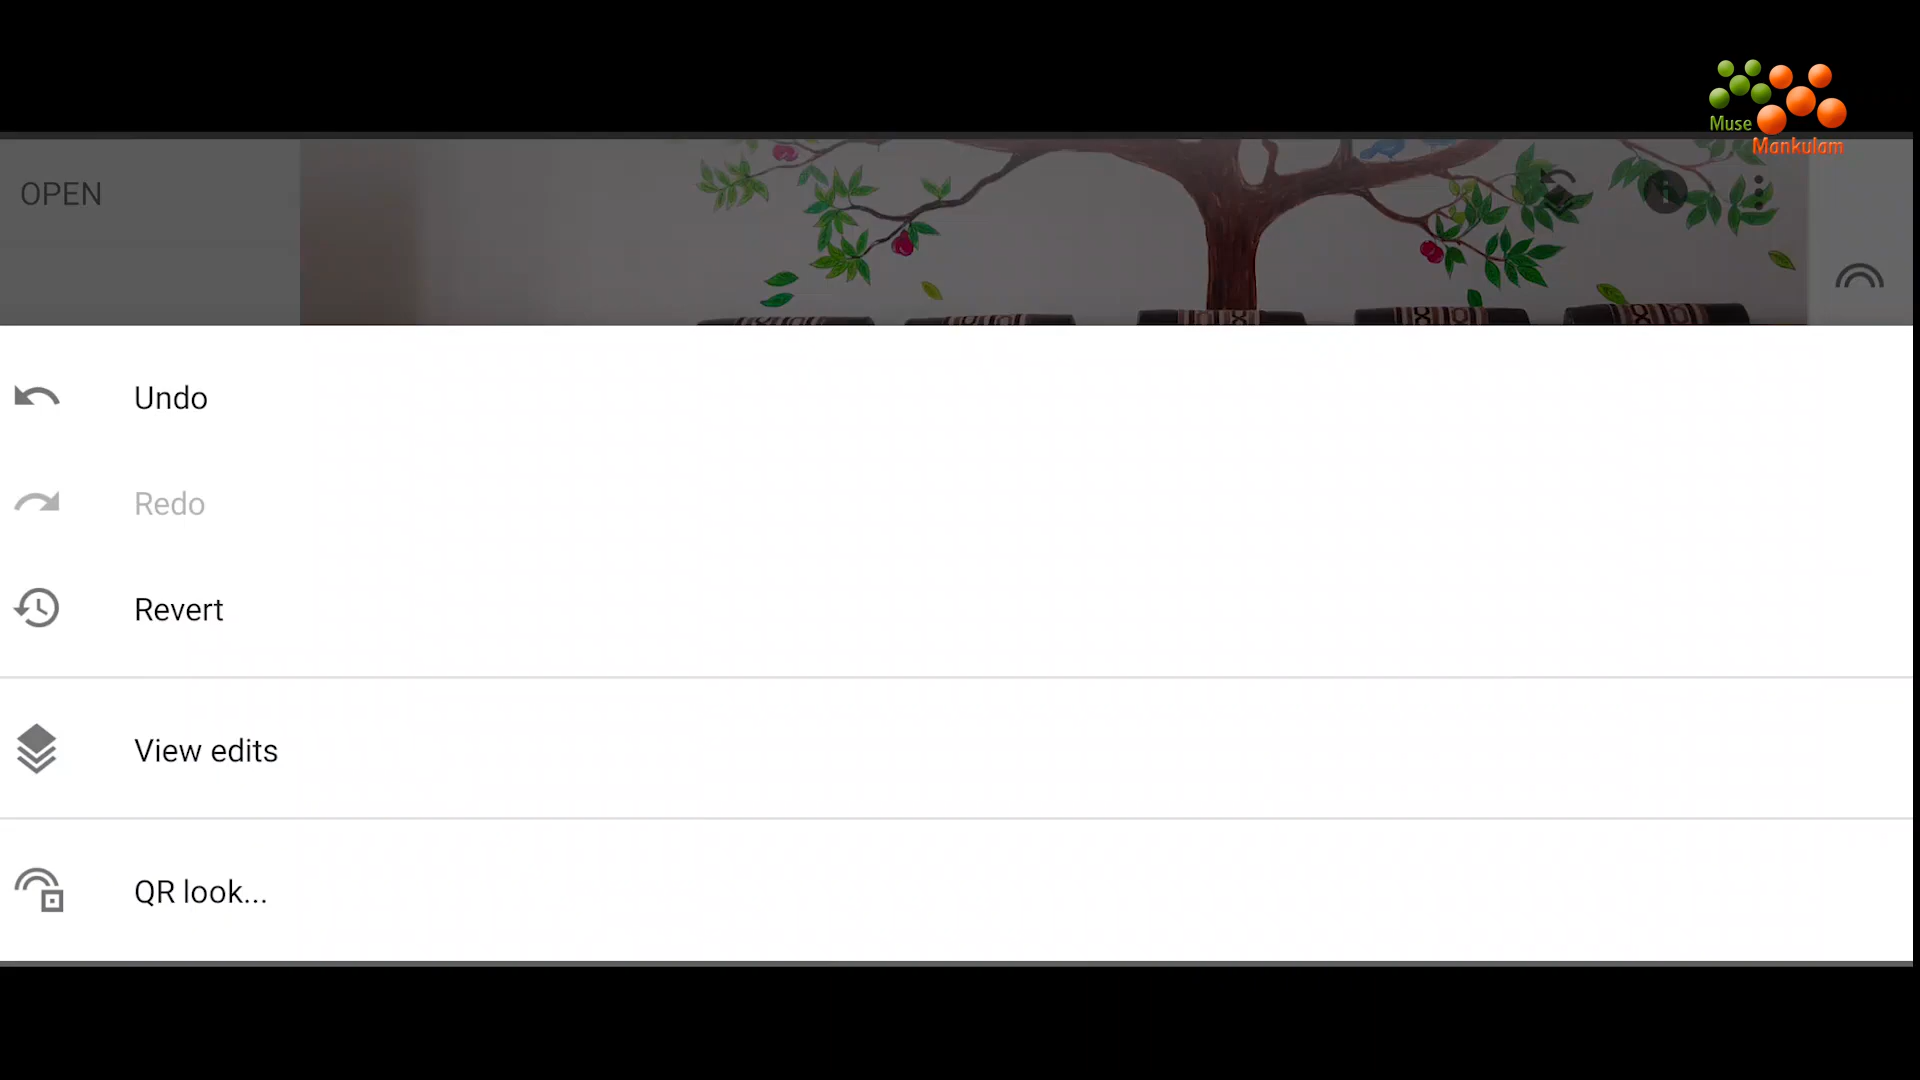 Muse
Mankulam
OPEN
Undo
Redo
Revert
View edits
QR look...